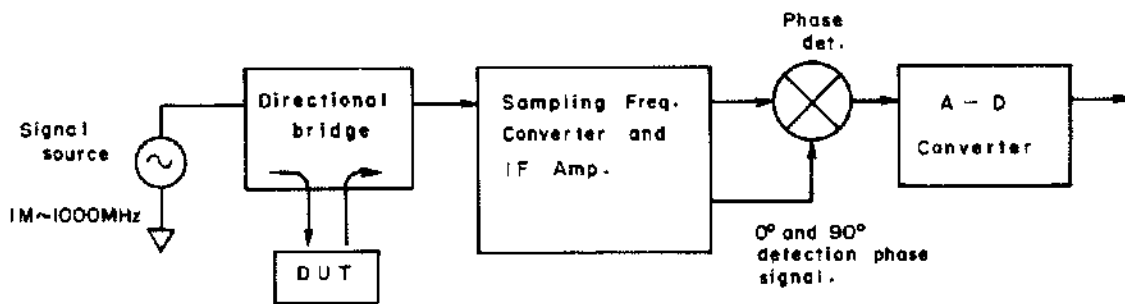 Phase
det.
Directional
bridge
Sampling Freq.
Converter and
IF Amp.
A - D
Converter
Signal
source
1M~1000MHz
DUT
0° and 90°
detection phase
signal.